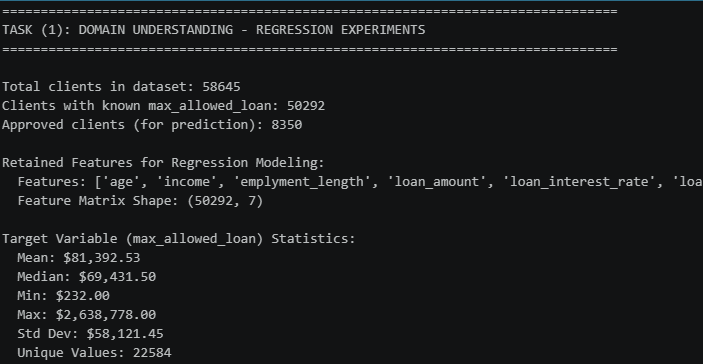 ================================================================================
TASK (1): DOMAIN UNDERSTANDING - REGRESSION EXPERIMENTS
================================================================================
Total clients in dataset: 58645
Clients with known max_allowed_loan: 50292
Approved clients (for prediction): 8350
Retained Features for Regression Modeling:
Features: ['age', 'income', 'emplyment_length', 'loan_amount', 'loan_interest_rate', 'loa
Feature Matrix Shape: (50292, 7)
Target Variable (max_allowed_loan) Statistics:
Mean: $81,392.53
Median: $69,431.50
Min: $232.00
Max: $2,638,778.00
Std Dev: $58,121.45
Unique Values: 22584